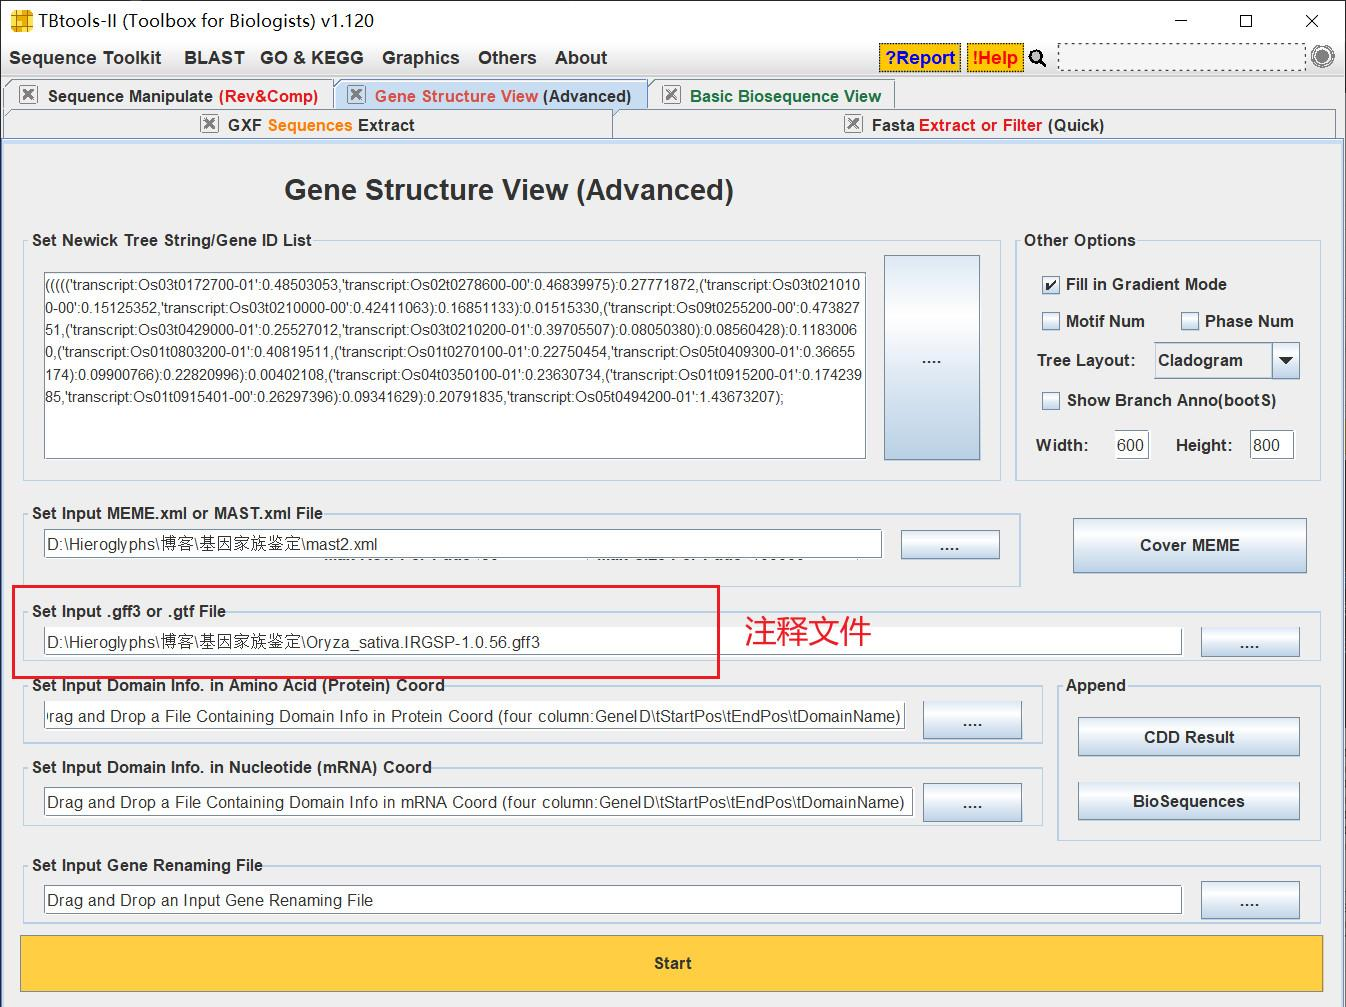 TBtools-II (Toolbox for Biologists) v1.120
Sequence Toolkit BLAST GO & KEGG Graphics Others About ?Report !Help
Sequence Manipulate (Rev&Comp) Gene Structure View (Advanced) Basic Biosequence View
GXF Sequences Extract Fasta Extract or Filter (Quick)
Gene Structure View (Advanced)
Set Newick Tree String/Gene ID List
((((('transcript:Os03t0172700-01':0.48503053,'transcript:Os02t0278600-00':0.46839975):0.27771872,('transcript:Os03t021010
0-00':0.15125352,'transcript:Os03t0210000-00':0.42411063):0.16851133):0.01515330,('transcript:Os09t0255200-00':0.473827
51,('transcript:Os03t0429000-01':0.25527012,'transcript:Os03t0210200-01':0.39705507):0.08050380):0.08560428):0.1183006
0,('transcript:Os01t0803200-01':0.40819511,('transcript:Os01t0270100-01':0.22750454,'transcript:Os05t0409300-01':0.36655
174):0.09900766):0.22820996):0.00402108,('transcript:Os04t0350100-01':0.23630734,('transcript:Os01t0915200-01':0.174239
85,'transcript:Os01t0915401-00':0.26297396):0.09341629):0.20791835,'transcript:Os05t0494200-01':1.43673207);
....
Other Options
Fill in Gradient Mode
Motif Num Phase Num
Tree Layout: Cladogram
Show Branch Anno(bootS)
Width: 600 Height: 800
Set Input MEME.xml or MAST.xml File
D:\Hieroglyphs\博客\基因家族鉴定\mast2.xml
....
Cover MEME
Set Input .gff3 or .gtf File
D:\Hieroglyphs\博客\基因家族鉴定\Oryza_sativa.IRGSP-1.0.56.gff3
注释文件
....
Set Input Domain Info. in Amino Acid (Protein) Coord
rag and Drop a File Containing Domain Info in Protein Coord (four column:GeneID\tStartPos\tEndPos\tDomainName)
....
Set Input Domain Info. in Nucleotide (mRNA) Coord
Drag and Drop a File Containing Domain Info in mRNA Coord (four column:GeneID\tStartPos\tEndPos\tDomainName)
....
Append
CDD Result
BioSequences
Set Input Gene Renaming File
Drag and Drop an Input Gene Renaming File
....
Start